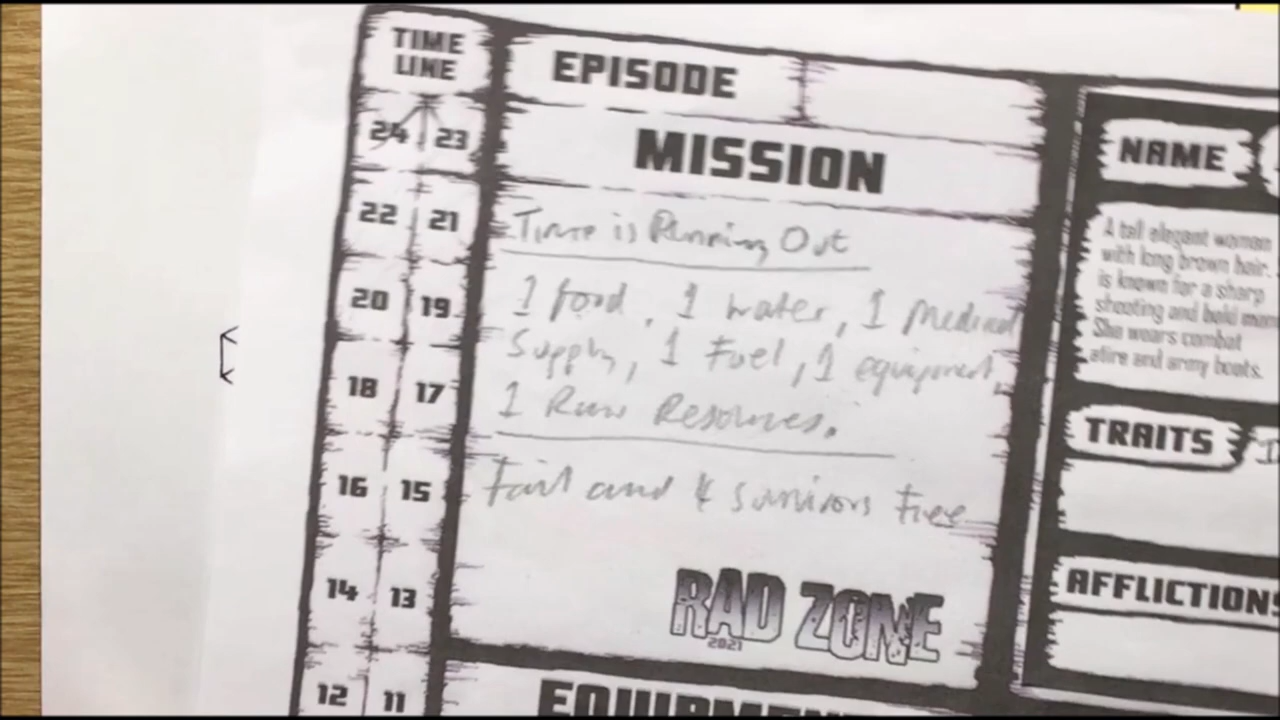 TIME
LINE
24 23
22 21
20 19
18 17
16 15
14 13
12 11
EPISODE
MISSION
Time is Running Out
1 food, 1 water, 1 Medical
Supply, 1 Fuel, 1 equipment,
1 Raw Resources.
Fail and 4 survivors Flee
RAD ZONE
2021
NAME
A tall elegant woman
with long brown hair.
is known for a sharp
shooting and bold
She wears combat
atire and army boots.
TRAITS
AFFLICTIONS